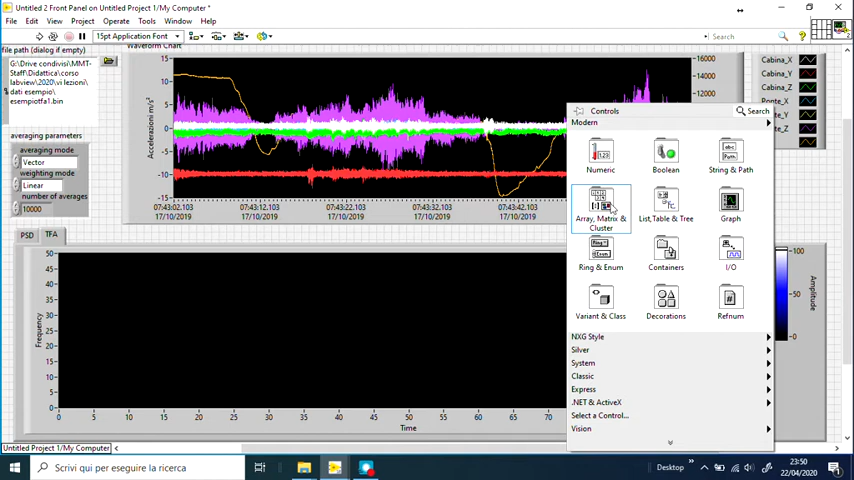 Untitled 2 Front Panel on Untitled Project 1/My Computer *
File Edit View Project Operate Tools Window Help
15pt Application Font
Search
file path (dialog if empty)
G:\Drive condivisi\MMT-
Staff\Didattica\corso
labview\2020\vi lezioni\
dati esempio\
esempiotfa1.bin
averaging parameters
averaging mode
Vector
weighting mode
Linear
number of averages
10000
Waveform Chart
Accelerazioni m/s²
15
10
5
0
-5
-10
-15
16000
14000
12000
07:43:02.103
17/10/2019
07:43:12.103
17/10/2019
07:43:22.103
17/10/2019
07:43:32.103
17/10/2019
07:43:42.103
17/10/2019
Cabina_X
Cabina_Y
Cabina_Z
Ponte_X
Ponte_Y
Ponte_Z
PSD TFA
Frequency
50
45
40
35
30
25
20
15
10
5
0
0 5 10 15 20 25 30 35 40 45 50 55 60 65 70
Time
100
50
0
Amplitude
Controls
Search
Modern
Numeric
Boolean
String & Path
Array, Matrix &
Cluster
List, Table & Tree
Graph
Ring & Enum
Containers
I/O
Variant & Class
Decorations
Refnum
NXG Style
Silver
System
Classic
Express
.NET & ActiveX
Select a Control...
Vision
Untitled Project 1/My Computer
Scrivi qui per eseguire la ricerca
Desktop
23:50
22/04/2020